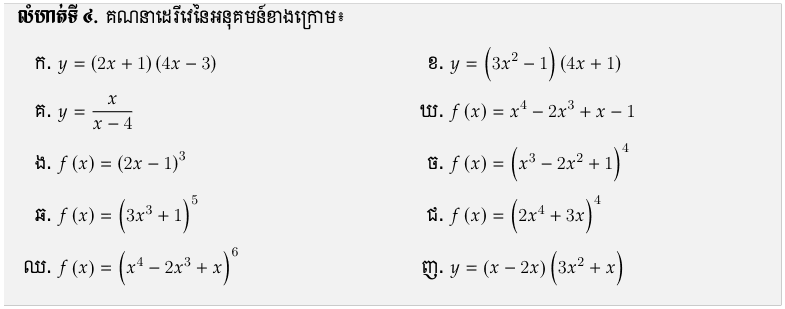 លំហាត់ទី ៤. គណនាដេរីវេនៃអនុគមន៍ខាងក្រោម៖
ក. y = (2x + 1)(4x − 3)
ខ. y = (3x² − 1)(4x + 1)
គ. y = x/(x − 4)
ឃ. f(x) = x⁴ − 2x³ + x − 1
ង. f(x) = (2x − 1)³
ច. f(x) = (x³ − 2x² + 1)⁴
ឆ. f(x) = (3x³ + 1)⁵
ជ. f(x) = (2x⁴ + 3x)⁴
ឈ. f(x) = (x⁴ − 2x³ + x)⁶
ញ. y = (x − 2x)(3x² + x)